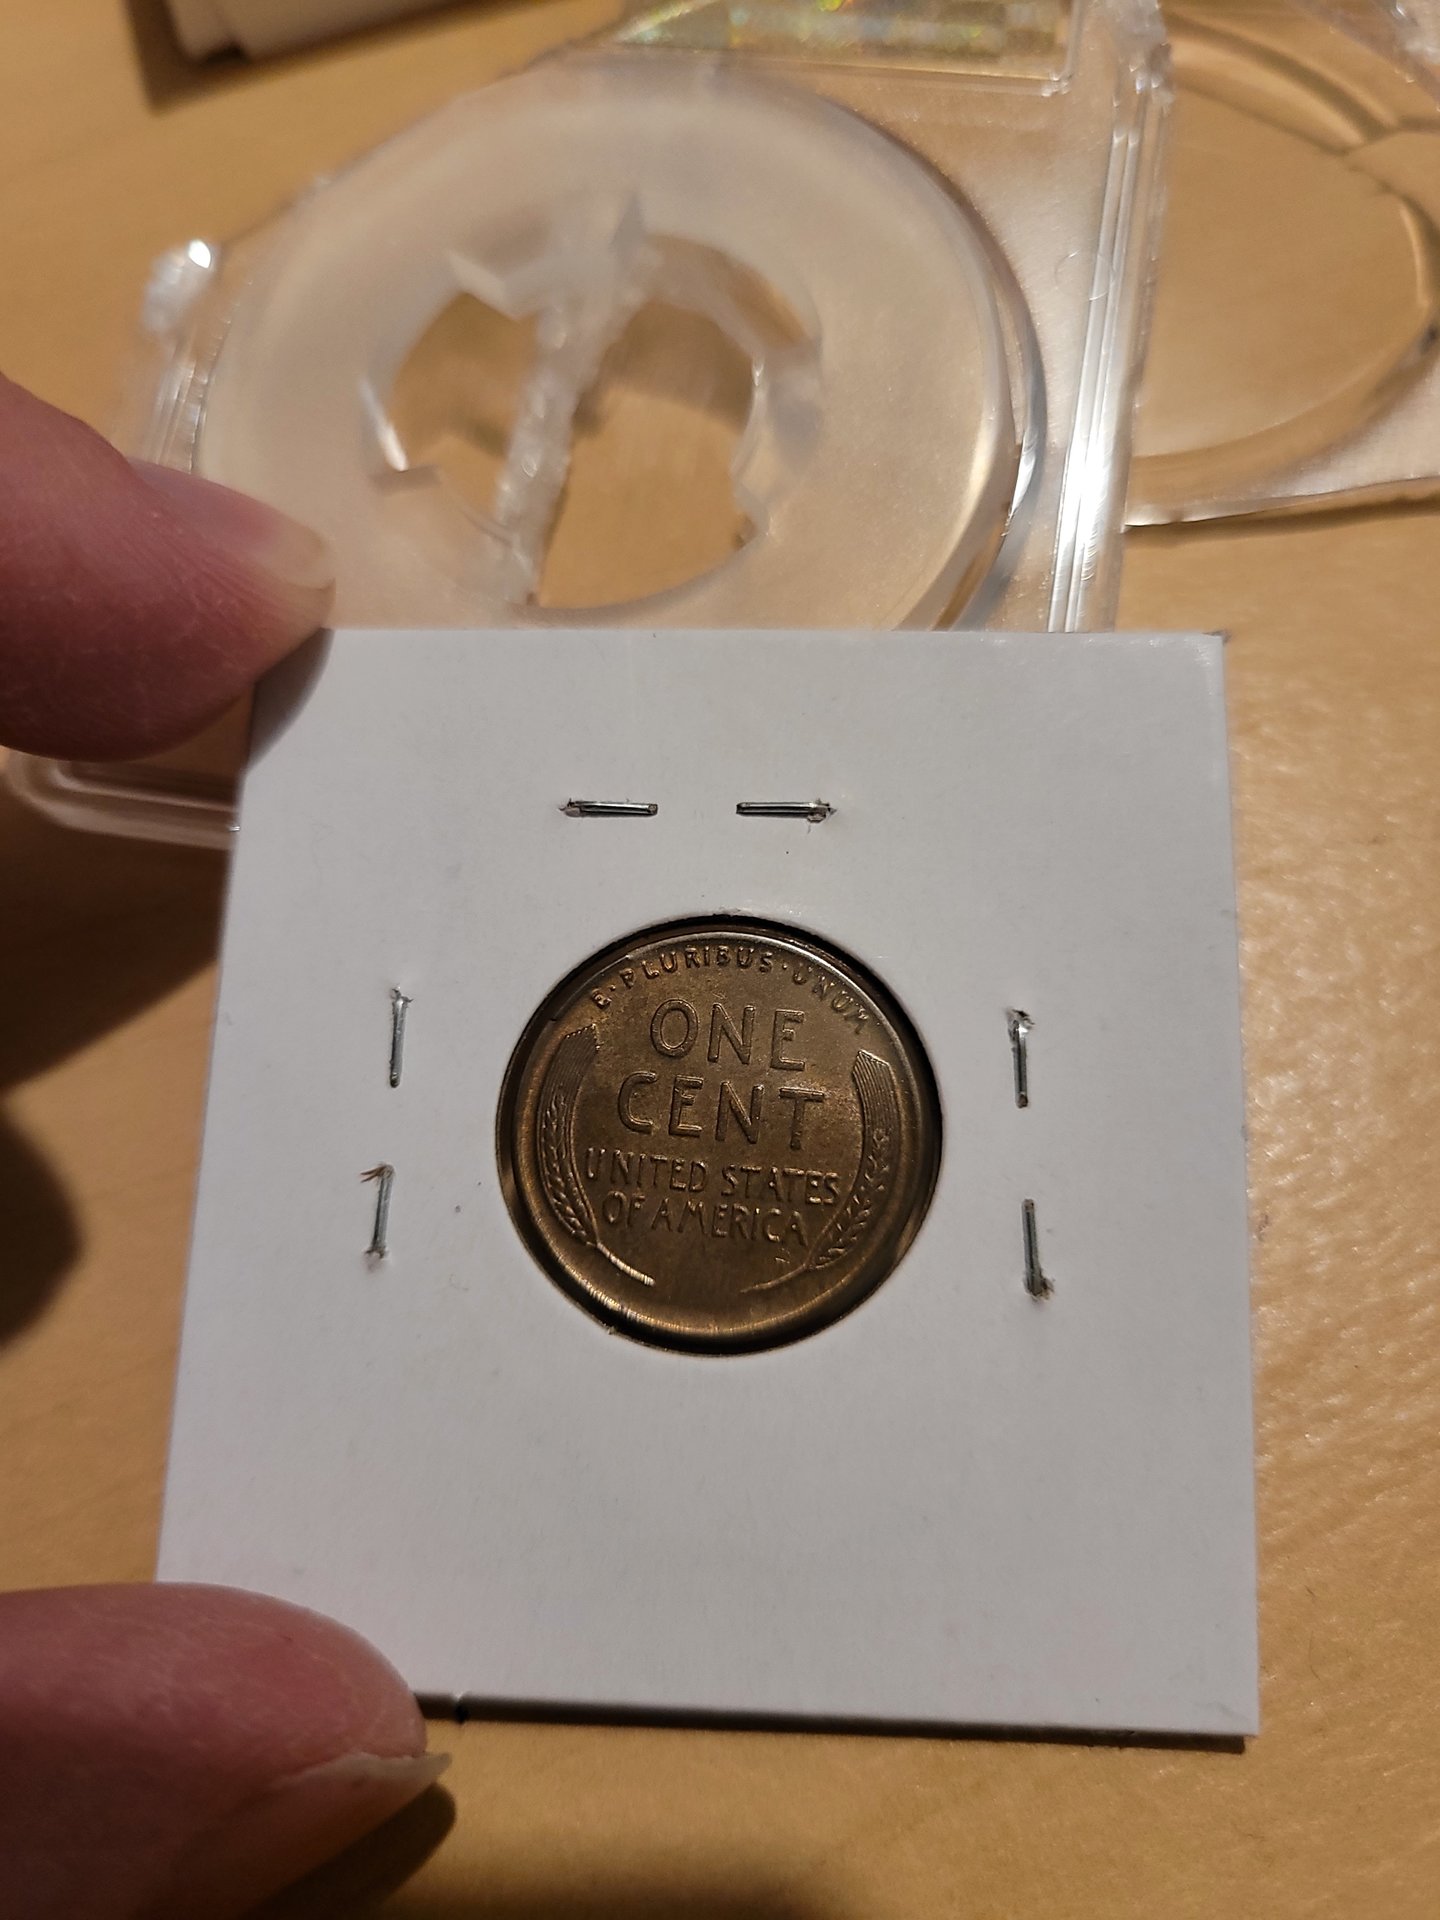 E·PLURIBUS·UNUM
ONE
CENT
UNITED STATES
OF AMERICA